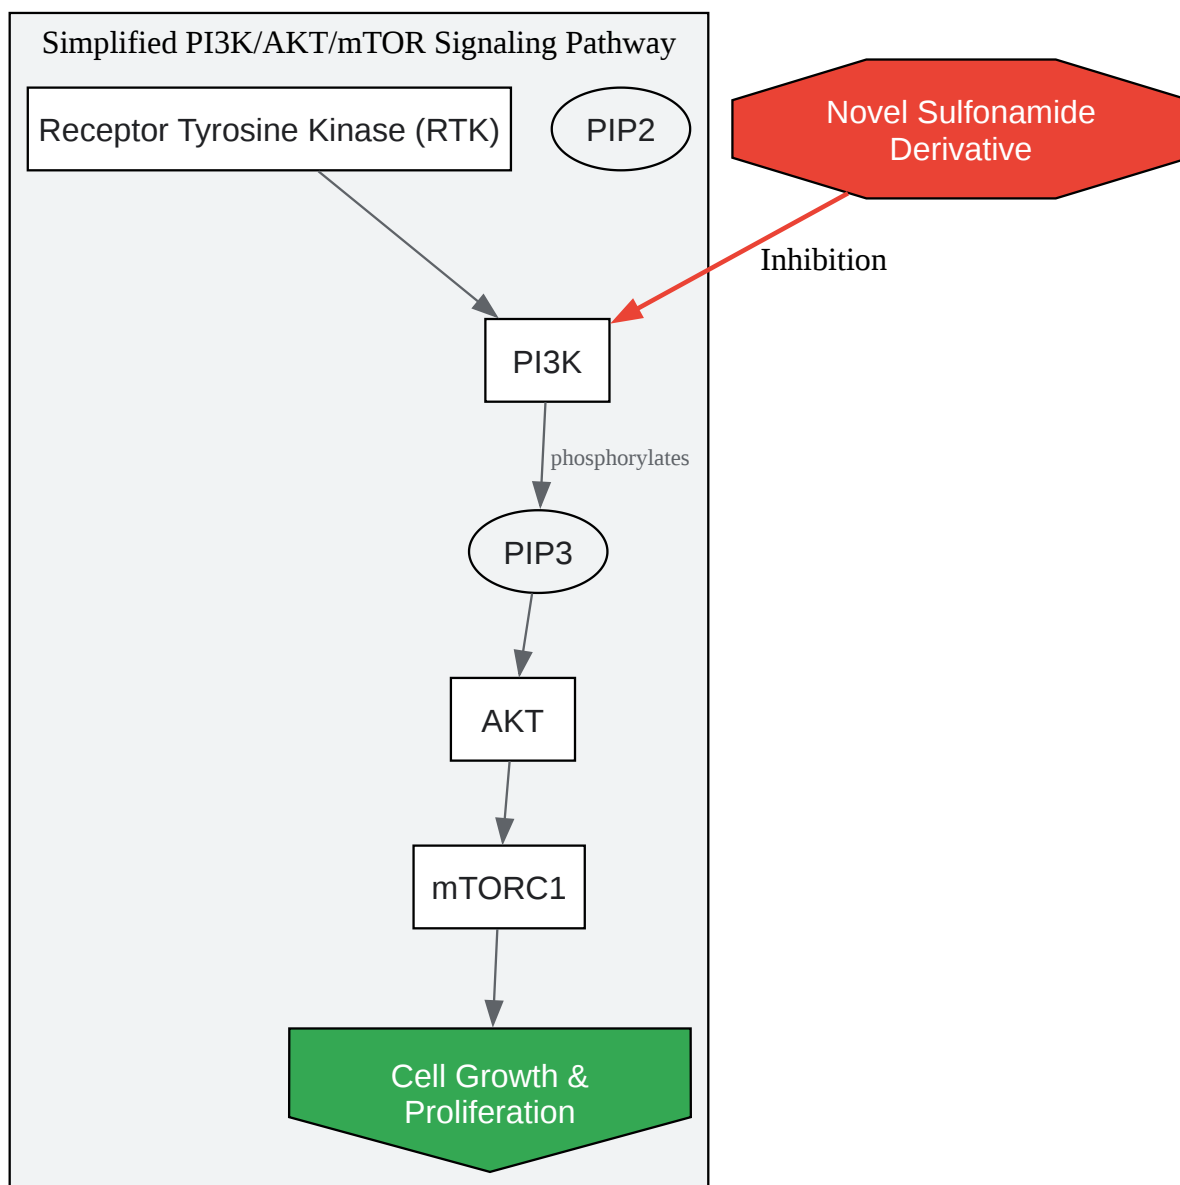 Simplified PI3K/AKT/mTOR Signaling Pathway
Receptor Tyrosine Kinase (RTK)
PIP2
Novel Sulfonamide
Derivative
Inhibition
PI3K
phosphorylates
PIP3
AKT
mTORC1
Cell Growth &
Proliferation